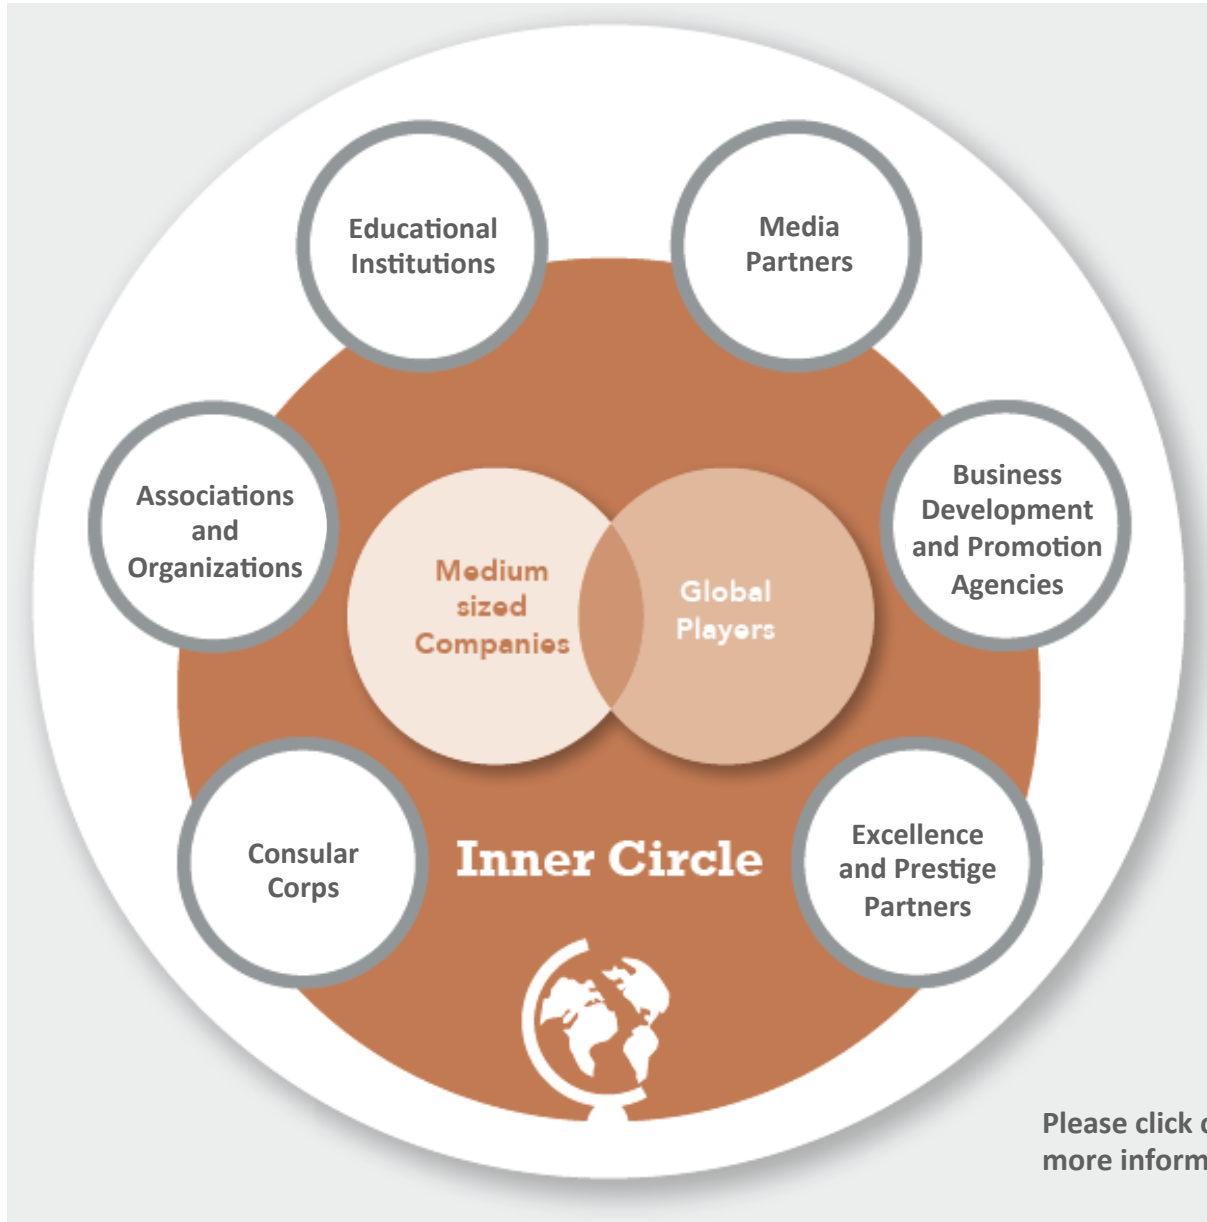 Educational
Institutions
Media
Partners
Associations
and
Organizations
Business
Development
and Promotion
Agencies
Medium
sized
Companies
Global
Players
Consular
Corps
Inner Circle
Excellence
and Prestige
Partners
Please click
more